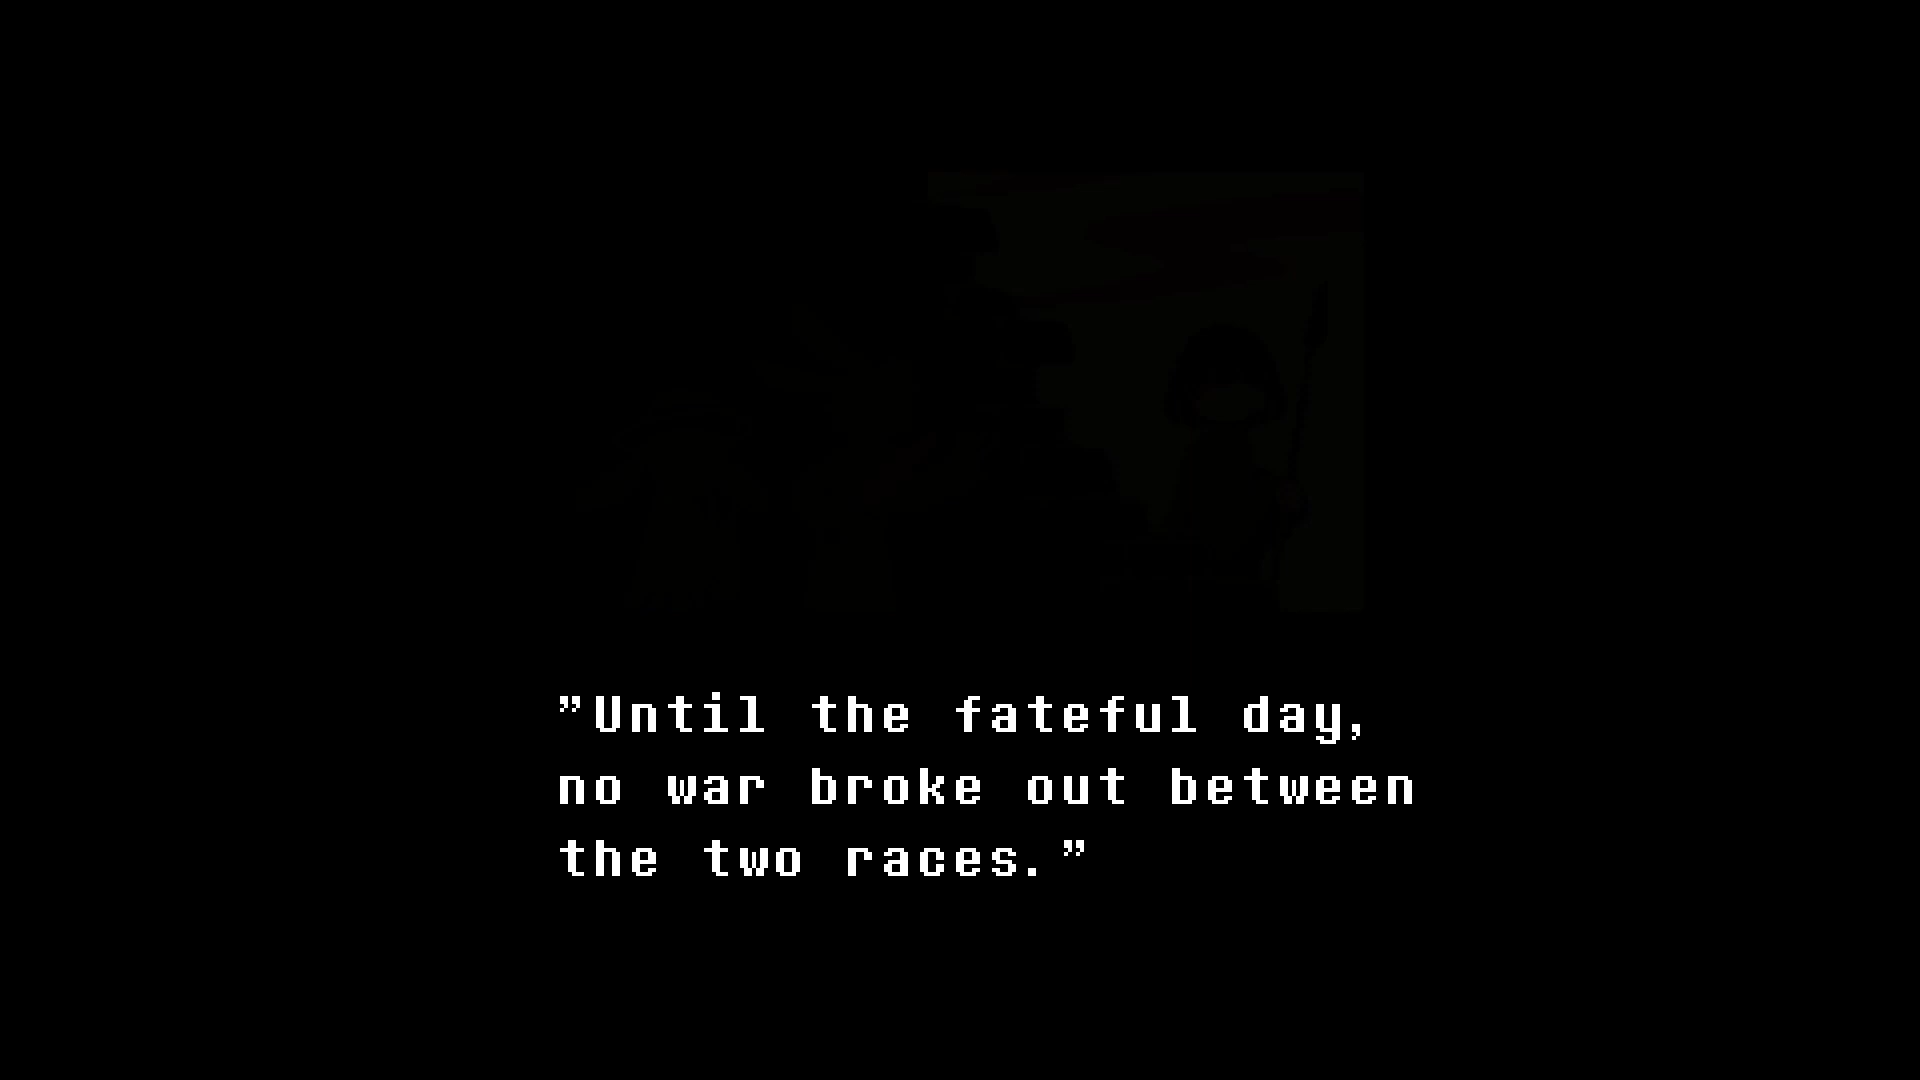 ”Until the fateful day,
no war broke out between
the two races.”